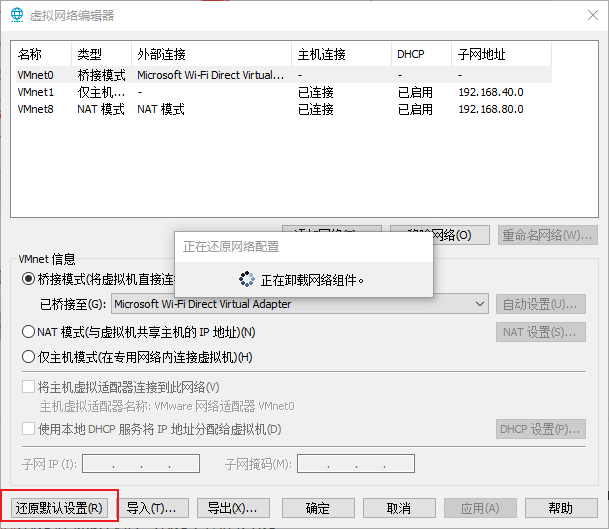 虚拟网络编辑器
名称 类型 外部连接 主机连接 DHCP 子网地址
VMnet0 桥接模式 Microsoft Wi-Fi Direct Virtual... - - -
VMnet1 仅主机... - 已连接 已启用 192.168.40.0
VMnet8 NAT 模式 NAT 模式 已连接 已启用 192.168.80.0
移除网络(O) 重命名网络(W)...
正在还原网络配置
正在卸载网络组件。
VMnet 信息
桥接模式(将虚拟机直接连
已桥接至(G): Microsoft Wi-Fi Direct Virtual Adapter 自动设置(U)...
NAT 模式(与虚拟机共享主机的 IP 地址)(N) NAT 设置(S)...
仅主机模式(在专用网络内连接虚拟机)(H)
将主机虚拟适配器连接到此网络(V)
主机虚拟适配器名称: VMware 网络适配器 VMnet0
使用本地 DHCP 服务将 IP 地址分配给虚拟机(D) DHCP 设置(P)...
子网 IP (I): . . . 子网掩码(M): . . .
还原默认设置(R) 导入(T)... 导出(X)... 确定 取消 应用(A) 帮助